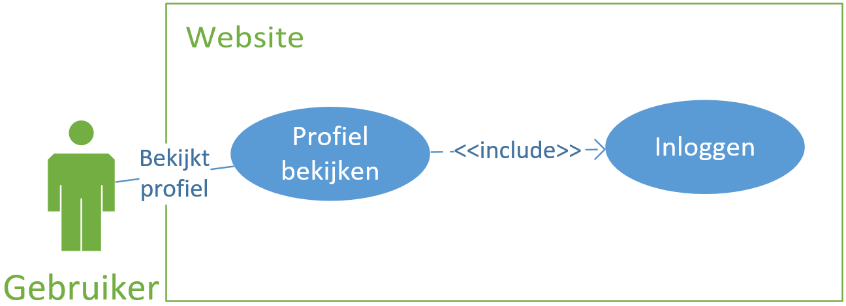 Website
Bekijkt
profiel
Profiel
bekijken
<<include>>
Inloggen
Gebruiker